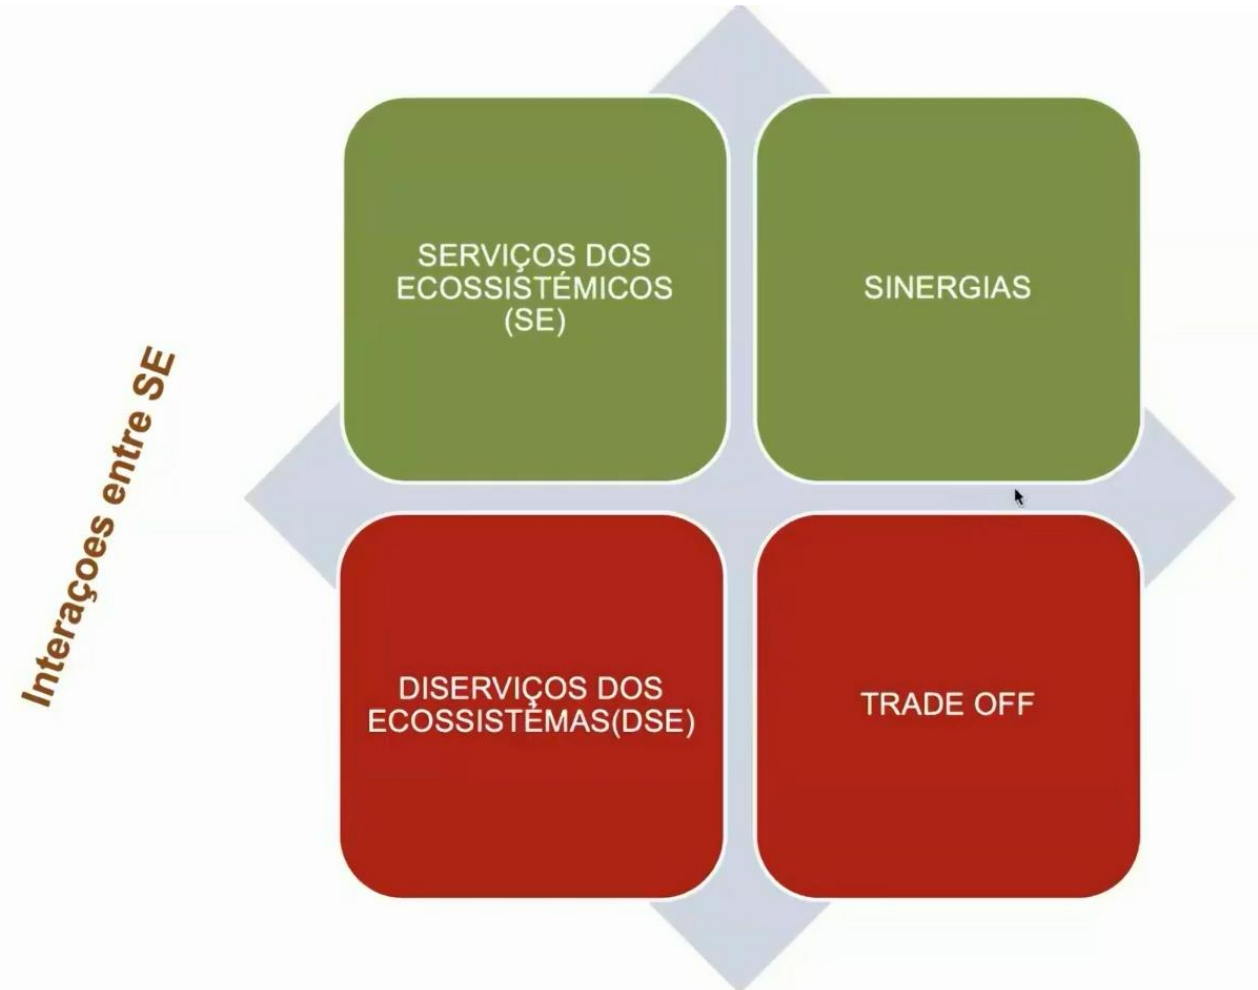 Interaçoes entre SE
SERVIÇOS DOS
ECOSSISTÉMICOS
(SE)
SINERGIAS
DISERVIÇOS DOS
ECOSSISTEMAS(DSE)
TRADE OFF